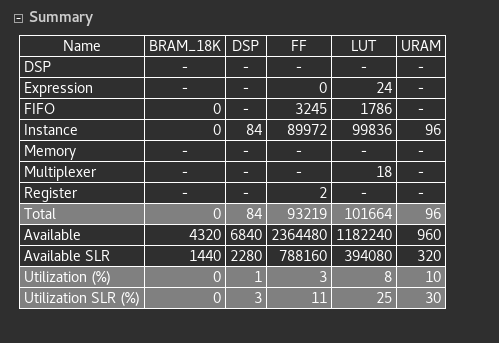 Summary
Name BRAM_18K DSP FF LUT URAM
DSP - - - - -
Expression - - 0 24 -
FIFO 0 - 3245 1786 -
Instance 0 84 89972 99836 96
Memory - - - - -
Multiplexer - - - 18 -
Register - - 2 - -
Total 0 84 93219 101664 96
Available 4320 6840 2364480 1182240 960
Available SLR 1440 2280 788160 394080 320
Utilization (%) 0 1 3 8 10
Utilization SLR (%) 0 3 11 25 30